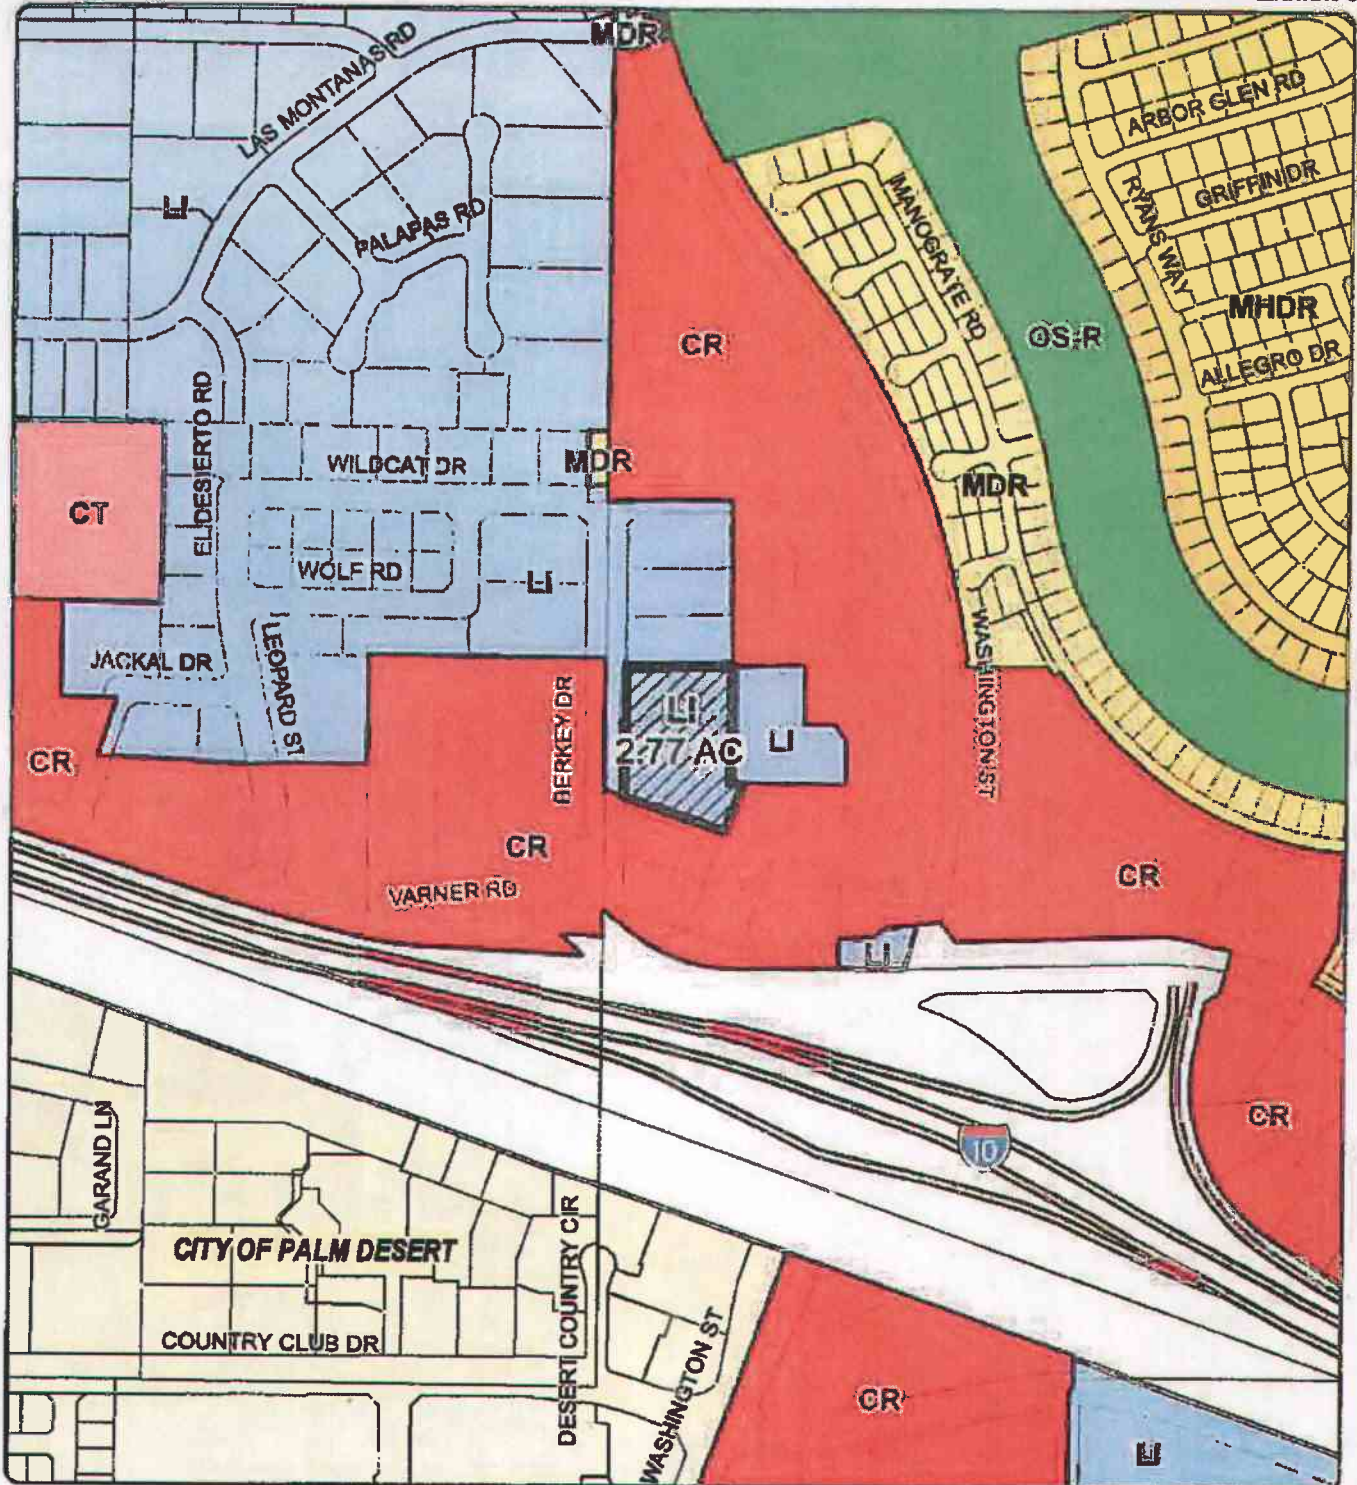 MDR
LAS MONTANAS RD
ARBOR GLEN RD
GRIFFIN DR
RYANS WAY
LI
PALAPAS RD
MANOGRATE RD
MHDR
CR
OS-R
ALLEGRO DR
EL DESIERTO RD
WILDCAT DR
MDR
MDR
CT
WOLF RD
LI
JACKAL DR
LEOPARD ST
WASHINGTON ST
BERKEY DR
LI
2.77 AC
LI
CR
CR
CR
VARNER RD
LI
GARAND LN
10
CR
CITY OF PALM DESERT
DESERT COUNTRY CIR
COUNTRY CLUB DR
WASHINGTON ST
CR
LI